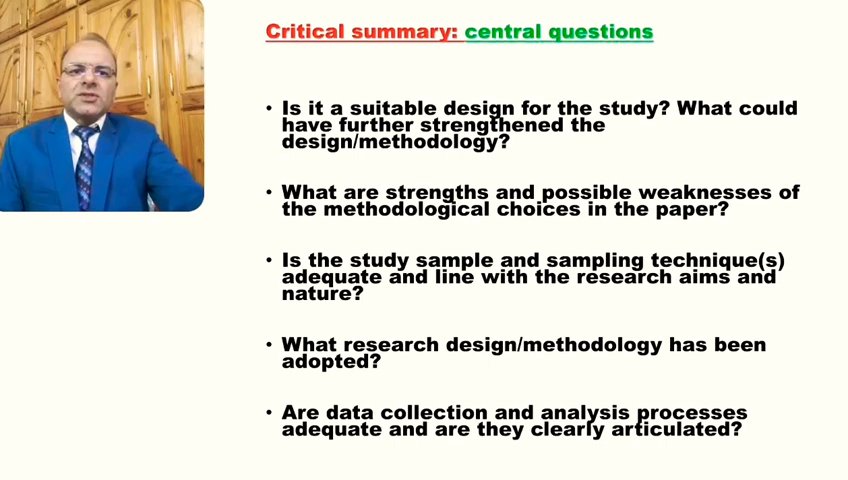 Critical summary: central questions
• Is it a suitable design for the study? What could
have further strengthened the
design/methodology?
• What are strengths and possible weaknesses of
the methodological choices in the paper?
• Is the study sample and sampling technique(s)
adequate and line with the research aims and
nature?
• What research design/methodology has been
adopted?
• Are data collection and analysis processes
adequate and are they clearly articulated?